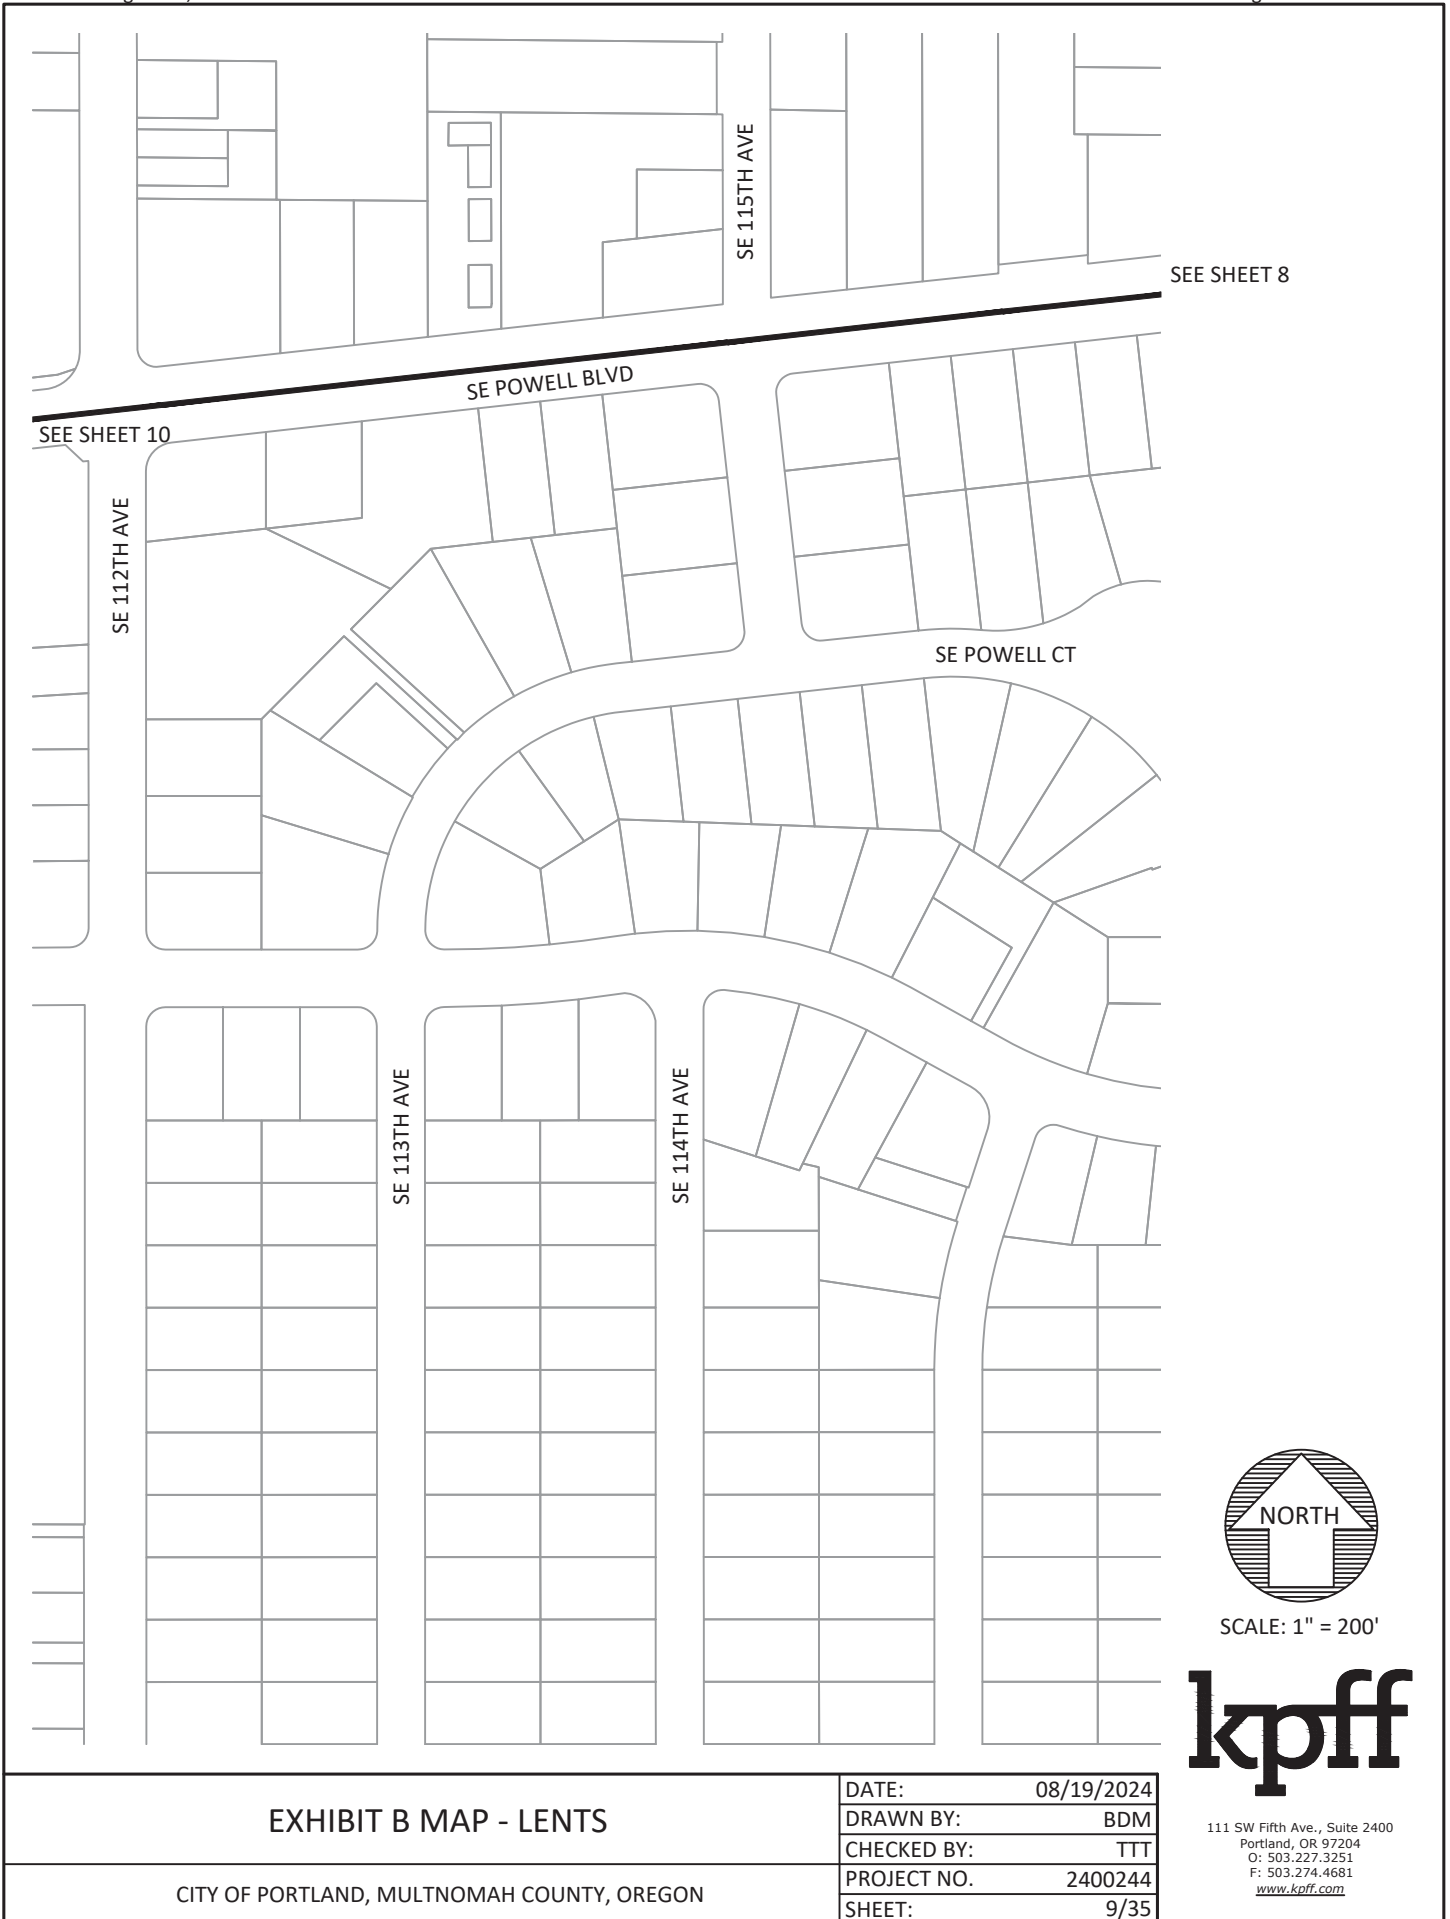 SE 115TH AVE
SEE SHEET 8
SE POWELL BLVD
SEE SHEET 10
SE 112TH AVE
SE POWELL CT
SE 113TH AVE
SE 114TH AVE
NORTH
SCALE: 1" = 200'
kpff
111 SW Fifth Ave., Suite 2400
Portland, OR 97204
O: 503.227.3251
F: 503.274.4681
www.kpff.com
EXHIBIT B MAP - LENTS
CITY OF PORTLAND, MULTNOMAH COUNTY, OREGON
DATE: 08/19/2024
DRAWN BY: BDM
CHECKED BY: TTT
PROJECT NO. 2400244
SHEET: 9/35